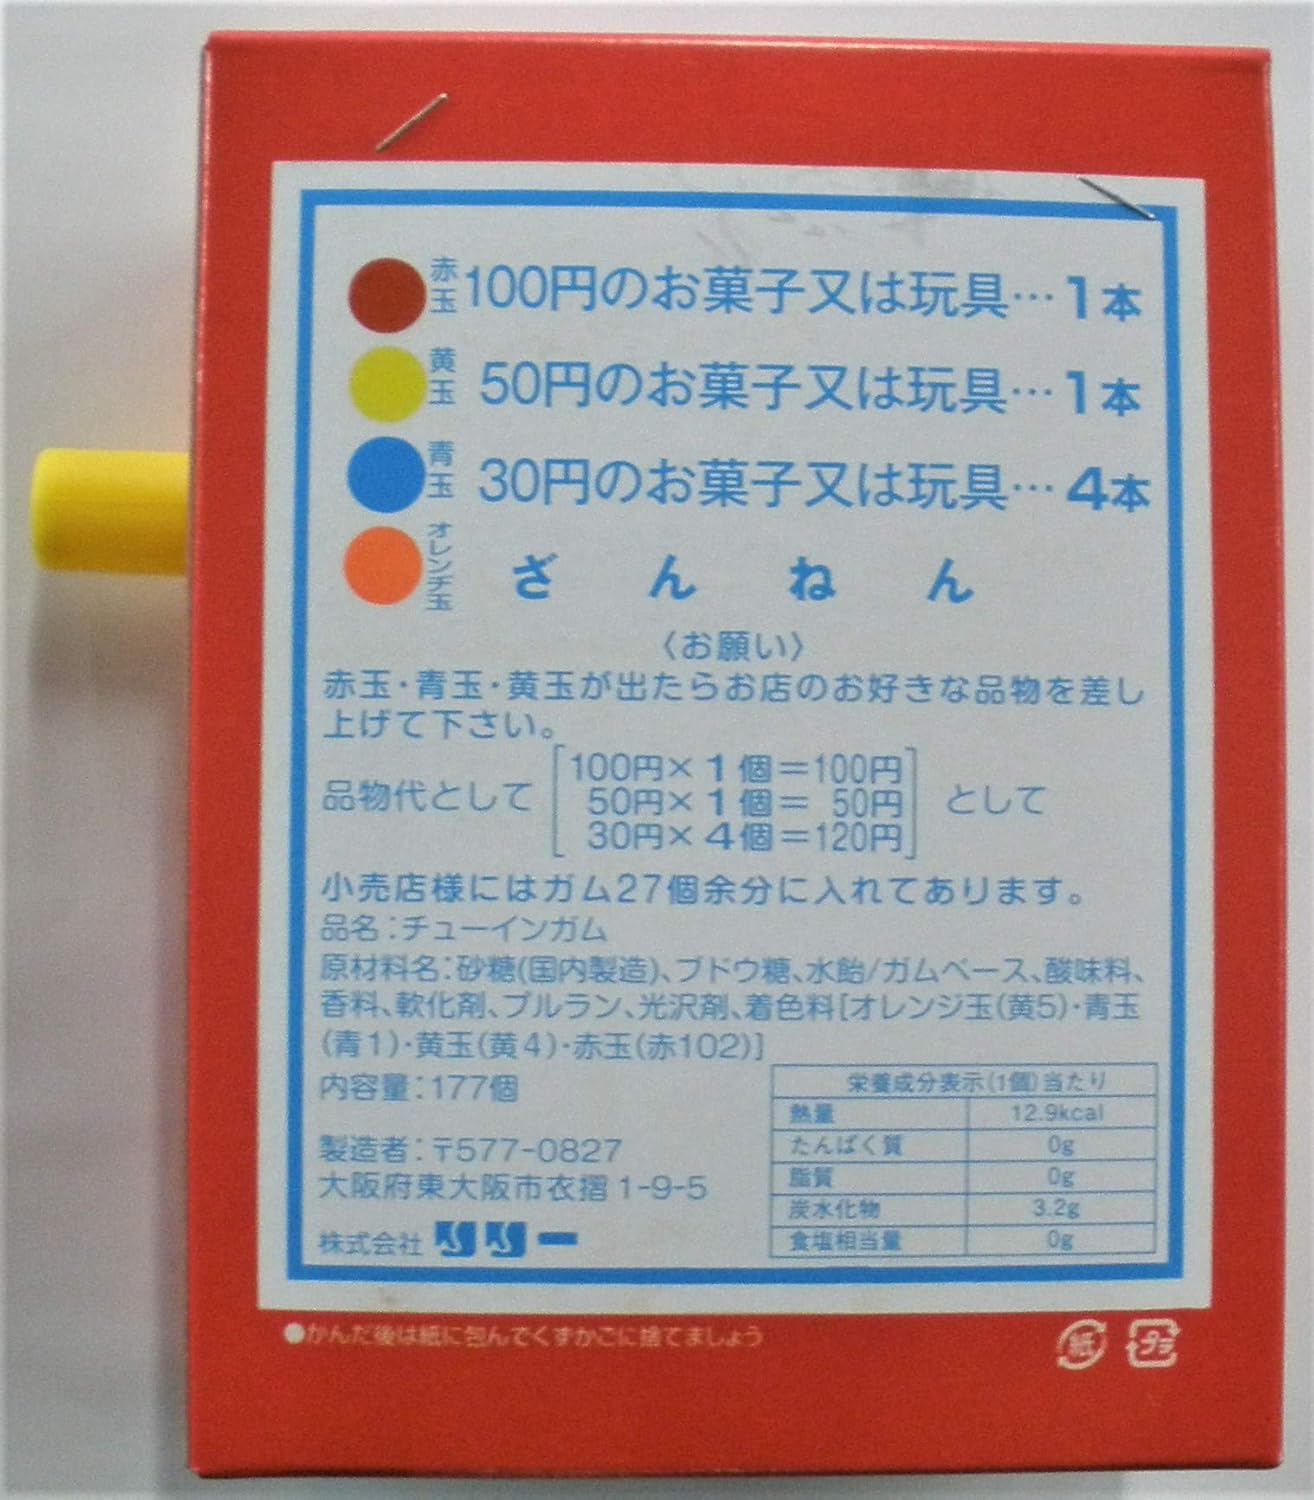 赤玉 100円のお菓子又は玩具…1本
黄玉 50円のお菓子又は玩具…1本
青玉 30円のお菓子又は玩具…4本
オレンヂ玉 ざんねん
〈お願い〉
赤玉・青玉・黄玉が出たらお店のお好きな品物を差し
上げて下さい。
品物代として
100円×1個=100円
50円×1個=50円
30円×4個=120円
として
小売店様にはガム27個余分に入れてあります。
品名：チューインガム
原材料名：砂糖(国内製造)、ブドウ糖、水飴/ガムベース、酸味料、
香料、軟化剤、プルラン、光沢剤、着色料[オレンジ玉(黄5)・青玉
(青1)・黄玉(黄4)・赤玉(赤102)]
内容量：177個
製造者：〒577-0827
大阪府東大阪市衣摺1-9-5
株式会社 リリー
栄養成分表示(1個)当たり
熱量 12.9kcal
たんぱく質 0g
脂質 0g
炭水化物 3.2g
食塩相当量 0g
●かんだ後は紙に包んでくずかごに捨てましょう
紙 プラ